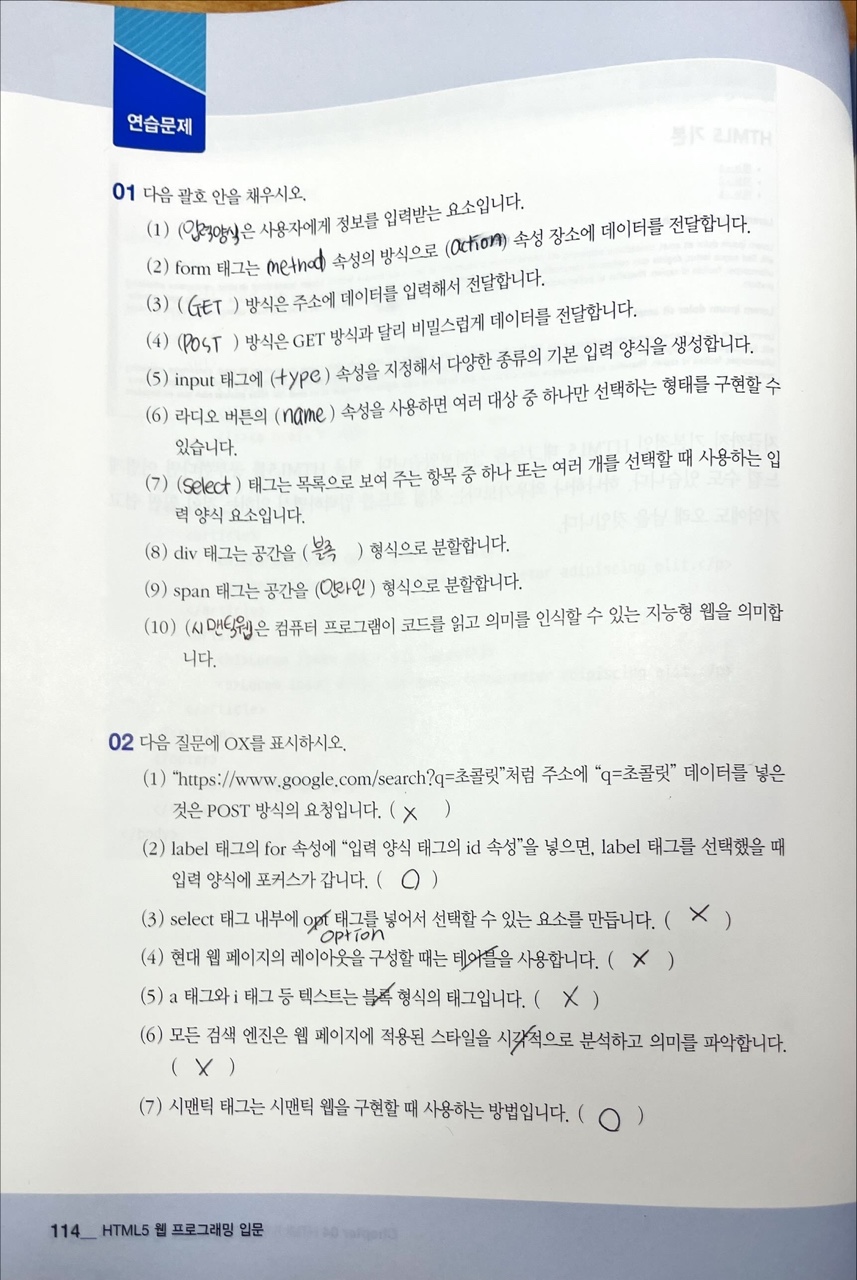 연습문제
01 다음 괄호 안을 채우시오.
(1) (입력양식은 사용자에게 정보를 입력받는 요소입니다.
(2) form 태그는 method) 속성의 방식으로 (action) 속성 장소에 데이터를 전달합니다.
(3) (GET ) 방식은 주소에 데이터를 입력해서 전달합니다.
(4) (POST ) 방식은 GET 방식과 달리 비밀스럽게 데이터를 전달합니다.
(5) input 태그에 (type) 속성을 지정해서 다양한 종류의 기본 입력 양식을 생성합니다.
(6) 라디오 버튼의 (name) 속성을 사용하면 여러 대상 중 하나만 선택하는 형태를 구현할 수
있습니다.
(7) (Select) 태그는 목록으로 보여 주는 항목 중 하나 또는 여러 개를 선택할 때 사용하는 입
력 양식 요소입니다.
(8) div 태그는 공간을 (블록 ) 형식으로 분할합니다.
(9) span 태그는 공간을 (인라인 ) 형식으로 분할합니다.
(10) (시맨틱웹은 컴퓨터 프로그램이 코드를 읽고 의미를 인식할 수 있는 지능형 웹을 의미합
니다.
02 다음 질문에 OX를 표시하시오.
(1) “https://www.google.com/search?q=초콜릿”처럼 주소에 “q=초콜릿” 데이터를 넣은
것은 POST 방식의 요청입니다. ( X )
(2) label 태그의 for 속성에 “입력 양식 태그의 id 속성”을 넣으면, label 태그를 선택했을 때
입력 양식에 포커스가 갑니다. ( O )
(3) select 태그 내부에 opt 태그를 넣어서 선택할 수 있는 요소를 만듭니다. ( X )
option
(4) 현대 웹 페이지의 레이아웃을 구성할 때는 테이블을 사용합니다. ( X )
(5) a 태그와 i 태그 등 텍스트는 블록 형식의 태그입니다. ( X )
(6) 모든 검색 엔진은 웹 페이지에 적용된 스타일을 시각적으로 분석하고 의미를 파악합니다.
( X )
(7) 시맨틱 태그는 시맨틱 웹을 구현할 때 사용하는 방법입니다. ( O )
114__ HTML5 웹 프로그래밍 입문